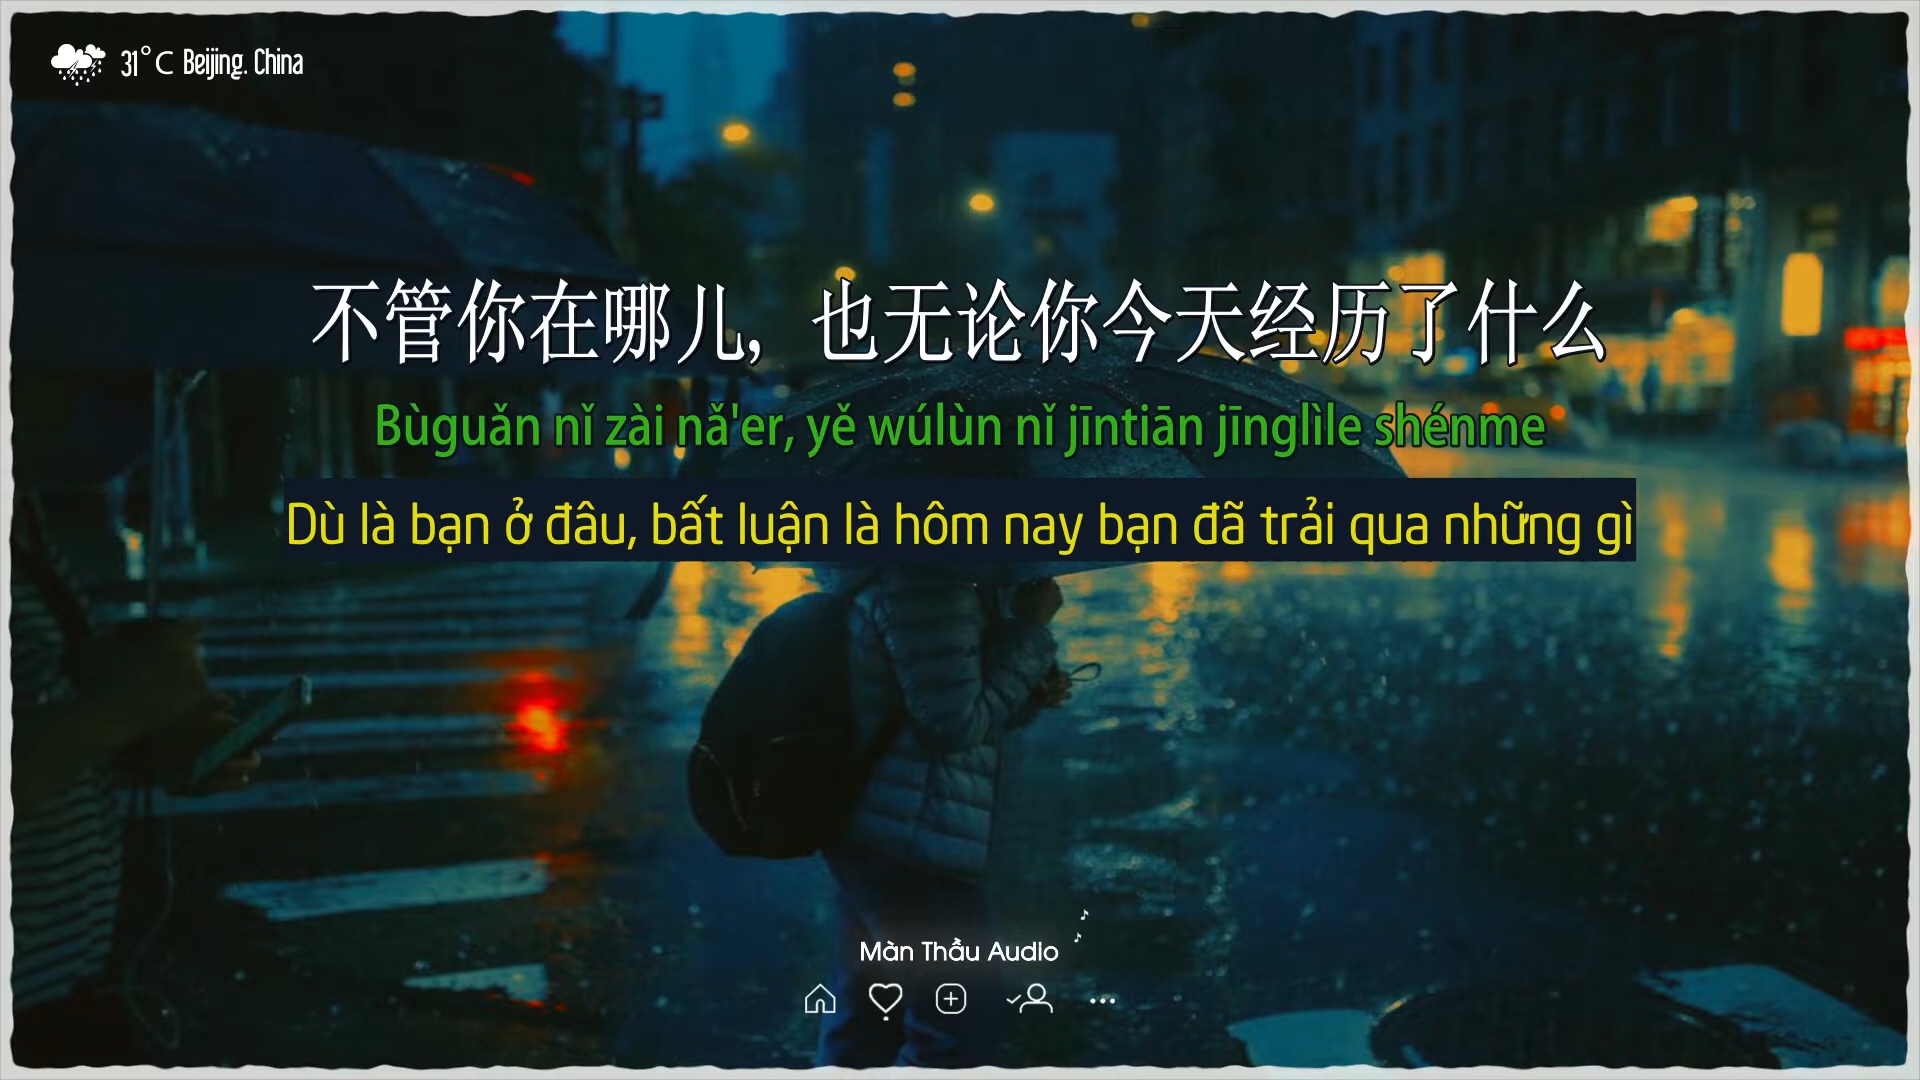 31°C Beijing. China
不管你在哪儿，也无论你今天经历了什么
Bùguǎn nǐ zài nǎ'er, yě wúlùn nǐ jīntiān jīnglìle shénme
Dù là bạn ở đâu, bất luận là hôm nay bạn đã trải qua những gì
Màn Thầu Audio